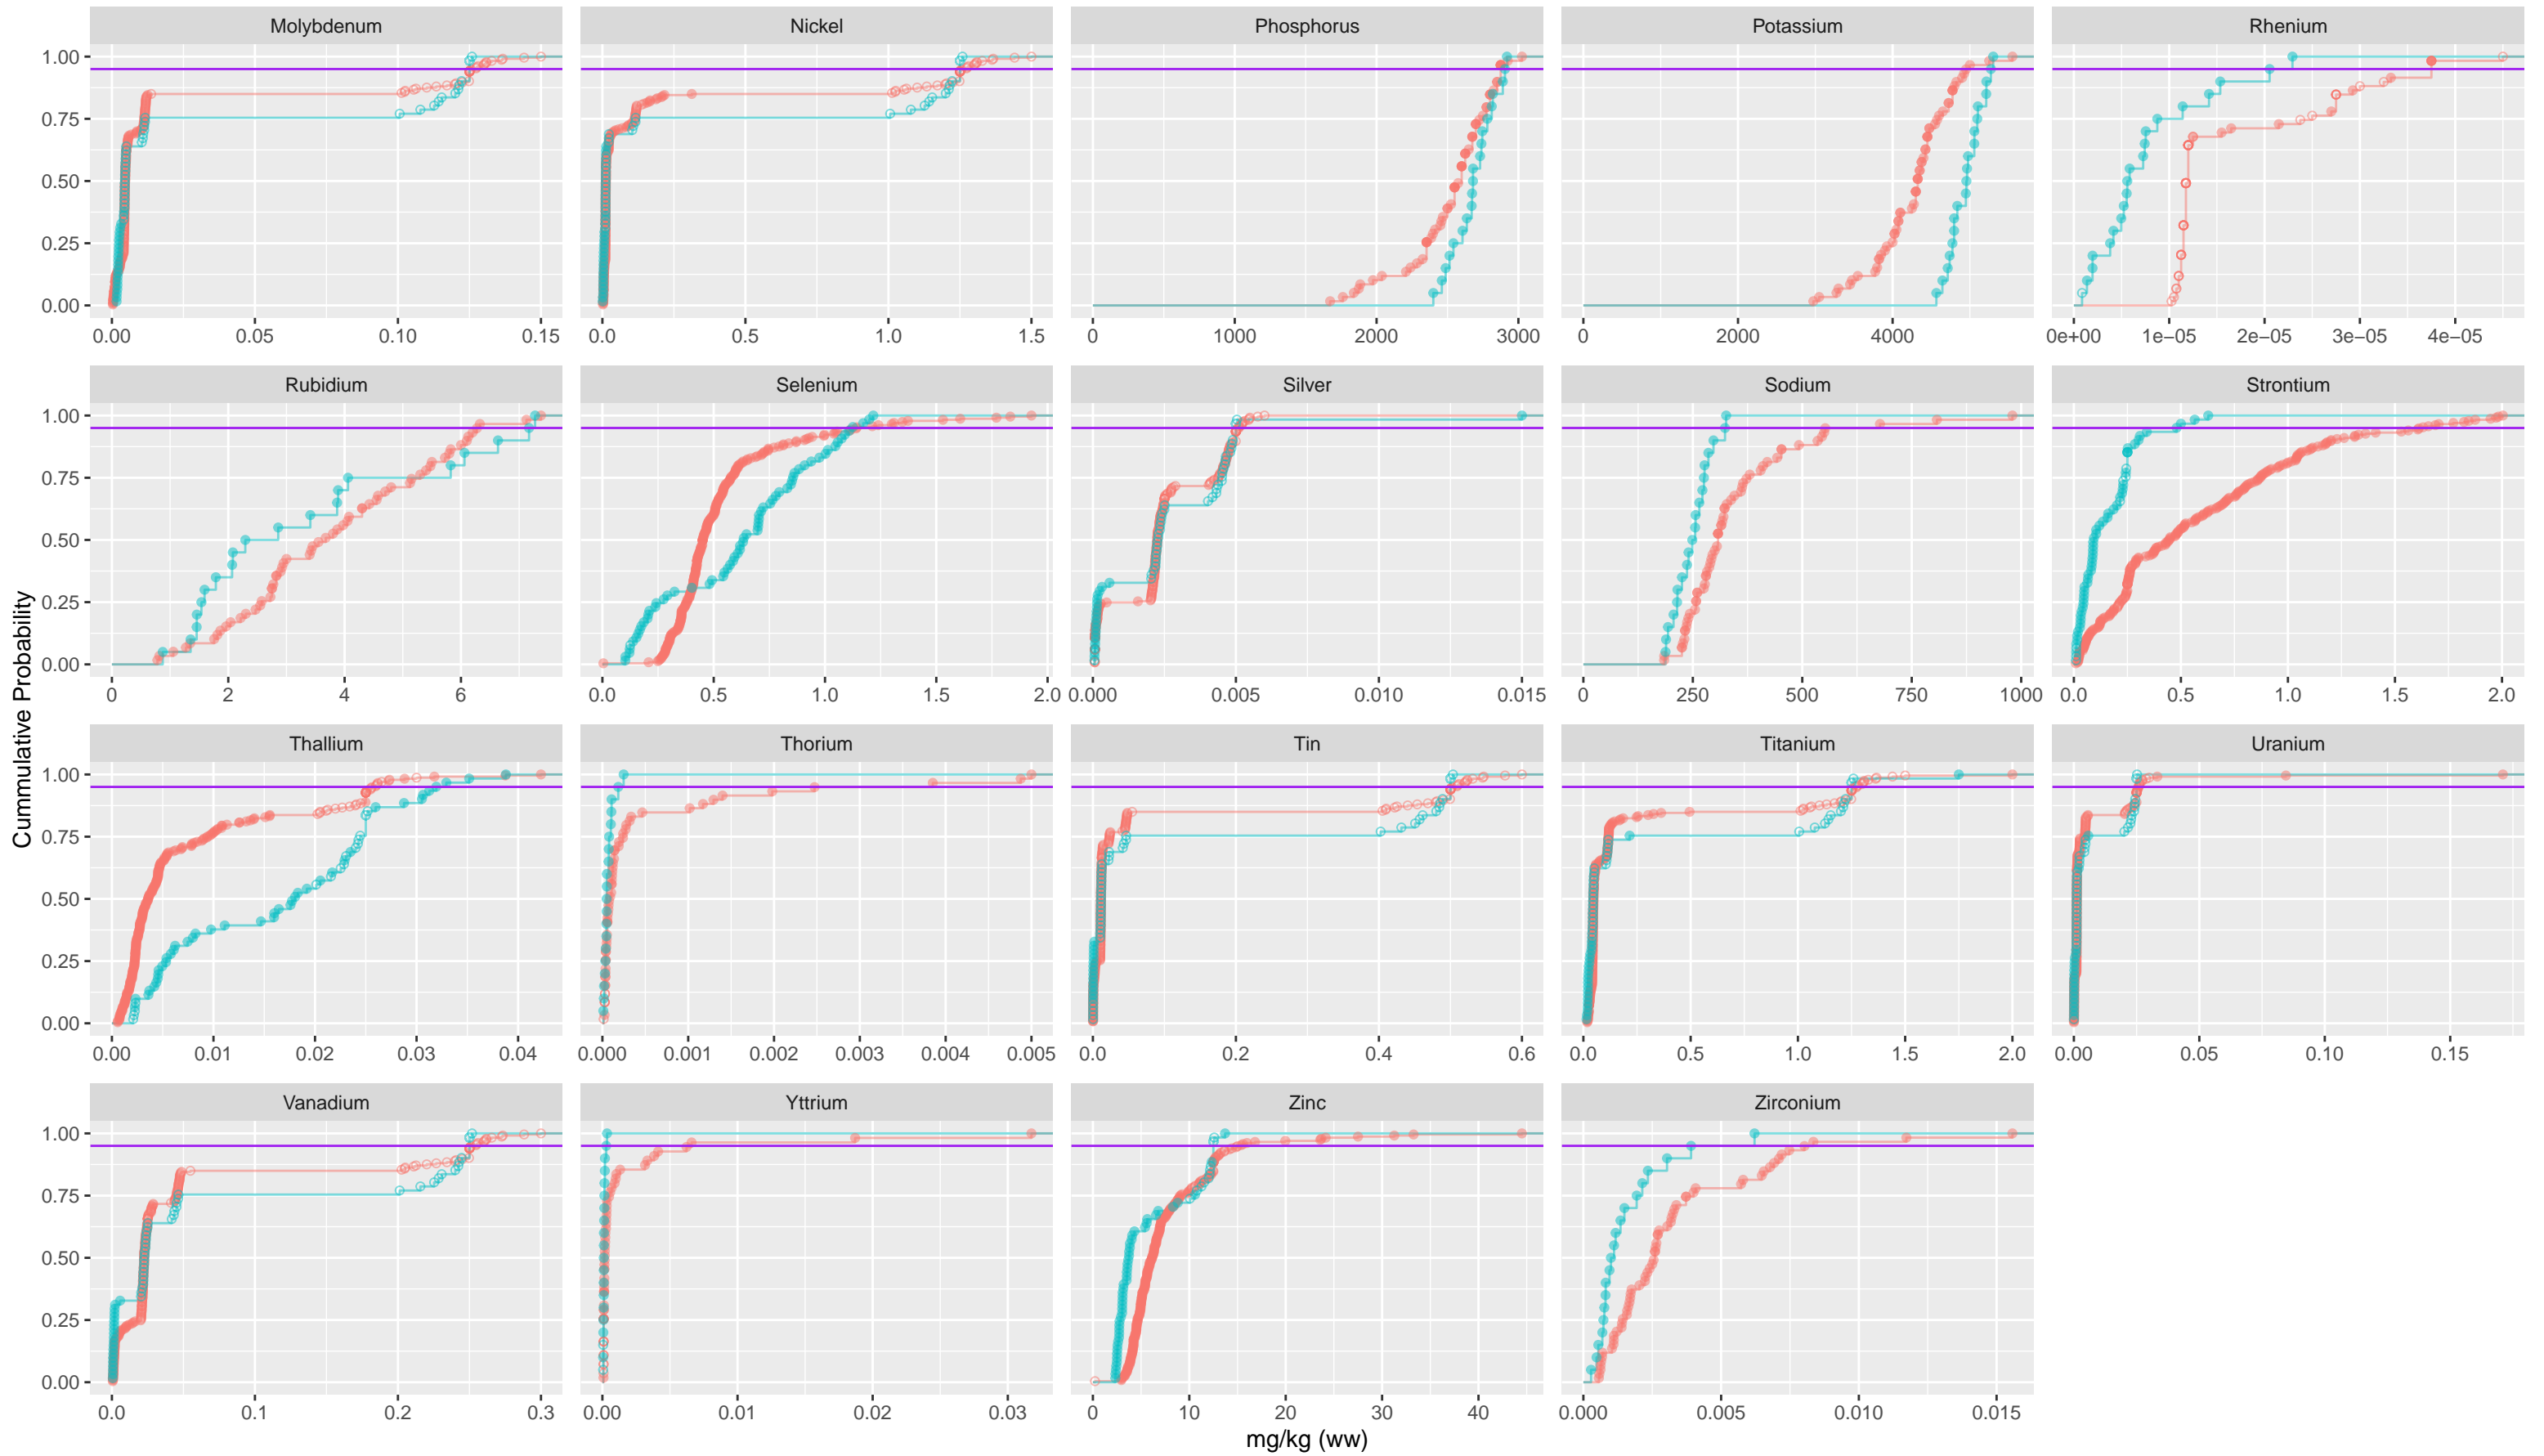 Molybdenum Nickel Phosphorus Potassium Rhenium
1.00
0.75
0.50
0.25
0.00
0.00 0.05 0.10 0.15 0.0 0.5 1.0 1.5 0 1000 2000 3000 0 2000 4000 0e+00 1e−05 2e−05 3e−05 4e−05
Rubidium Selenium Silver Sodium Strontium
1.00
0.75
0.50
0.25
0.00
0 2 4 6 0.0 0.5 1.0 1.5 2.0 0.000 0.005 0.010 0.015 0 250 500 750 1000 0.0 0.5 1.0 1.5 2.0
Cummulative Probability
Thallium Thorium Tin Titanium Uranium
1.00
0.75
0.50
0.25
0.00
0.00 0.01 0.02 0.03 0.04 0.000 0.001 0.002 0.003 0.004 0.005 0.0 0.2 0.4 0.6 0.0 0.5 1.0 1.5 2.0 0.00 0.05 0.10 0.15
Vanadium Yttrium Zinc Zirconium
1.00
0.75
0.50
0.25
0.00
0.0 0.1 0.2 0.3 0.00 0.01 0.02 0.03 0 10 20 30 40 0.000 0.005 0.010 0.015
mg/kg (ww)